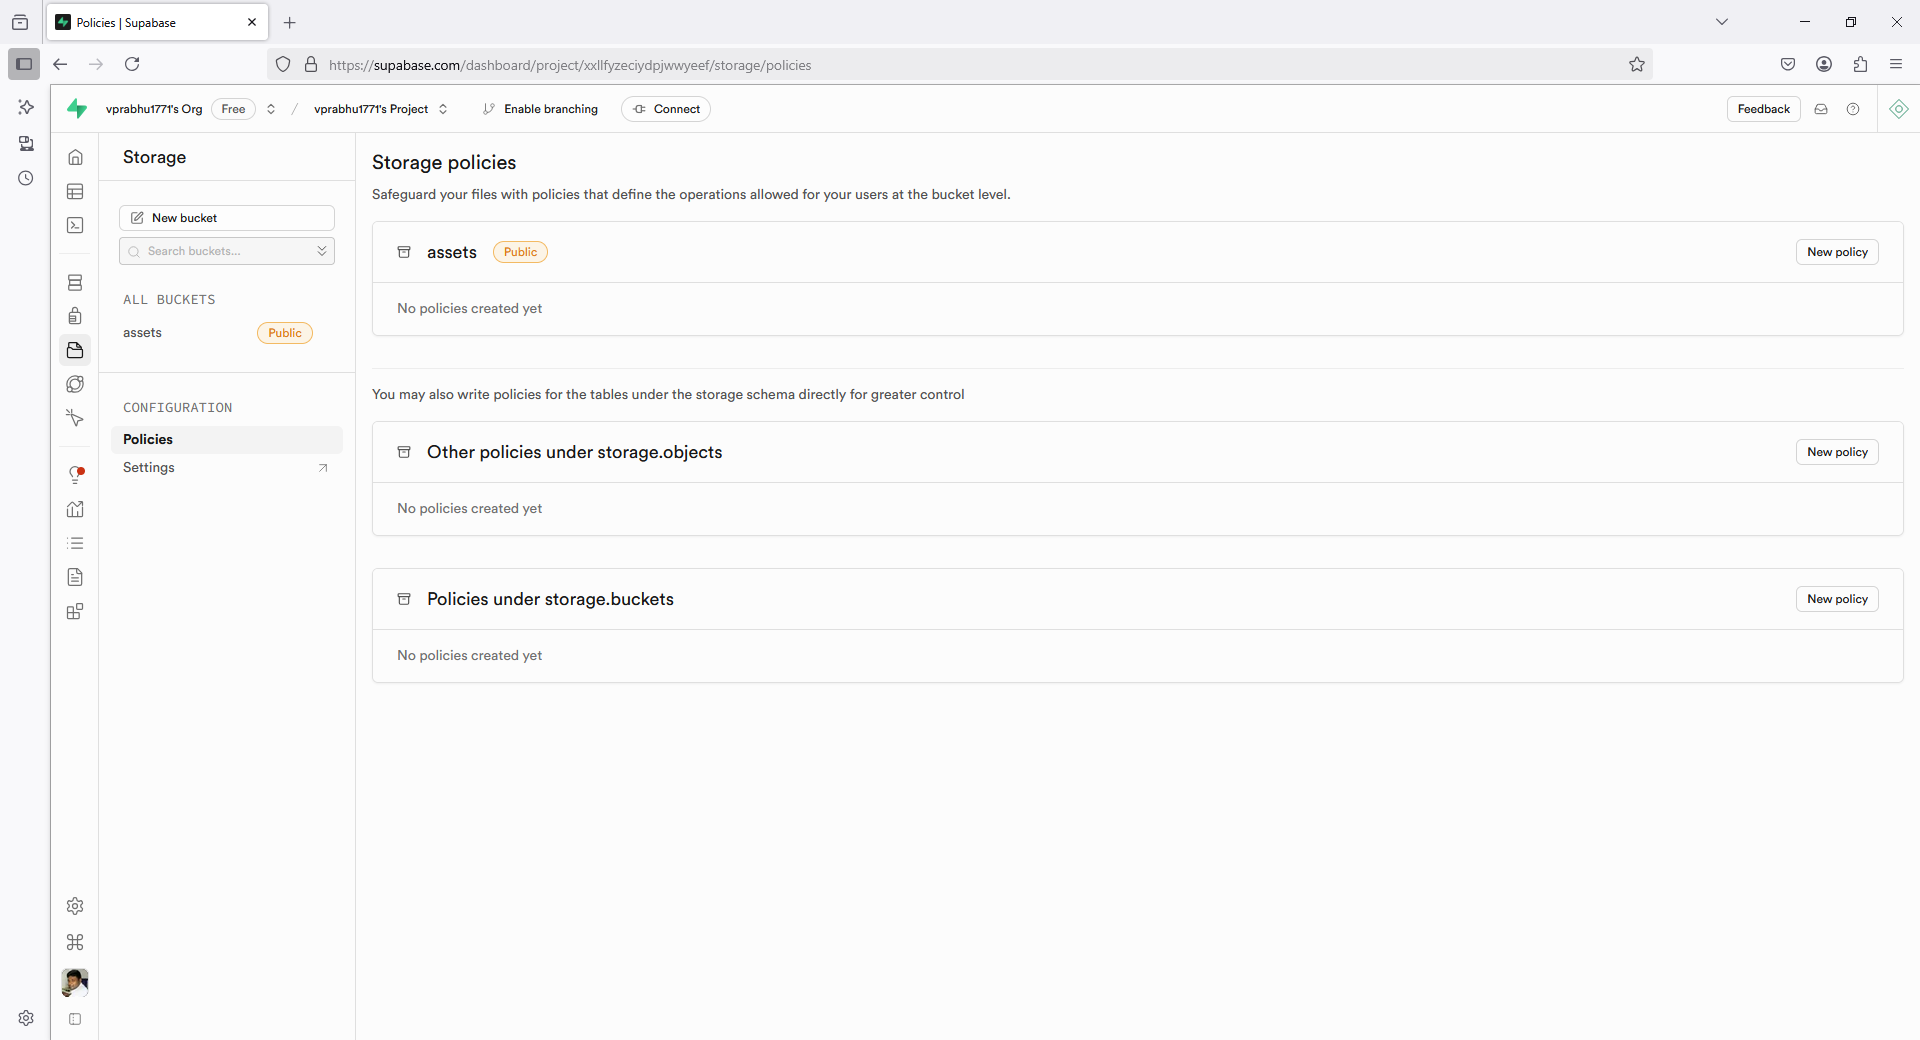 Policies | Supabase
https://supabase.com/dashboard/project/xxllfyzeciydpjwwyeef/storage/policies
vprabhu1771's Org Free / vprabhu1771's Project Enable branching Connect Feedback
Storage
New bucket
Search buckets...
ALL BUCKETS
assets Public
CONFIGURATION
Policies
Settings
Storage policies
Safeguard your files with policies that define the operations allowed for your users at the bucket level.
assets Public New policy
No policies created yet
You may also write policies for the tables under the storage schema directly for greater control
Other policies under storage.objects New policy
No policies created yet
Policies under storage.buckets New policy
No policies created yet